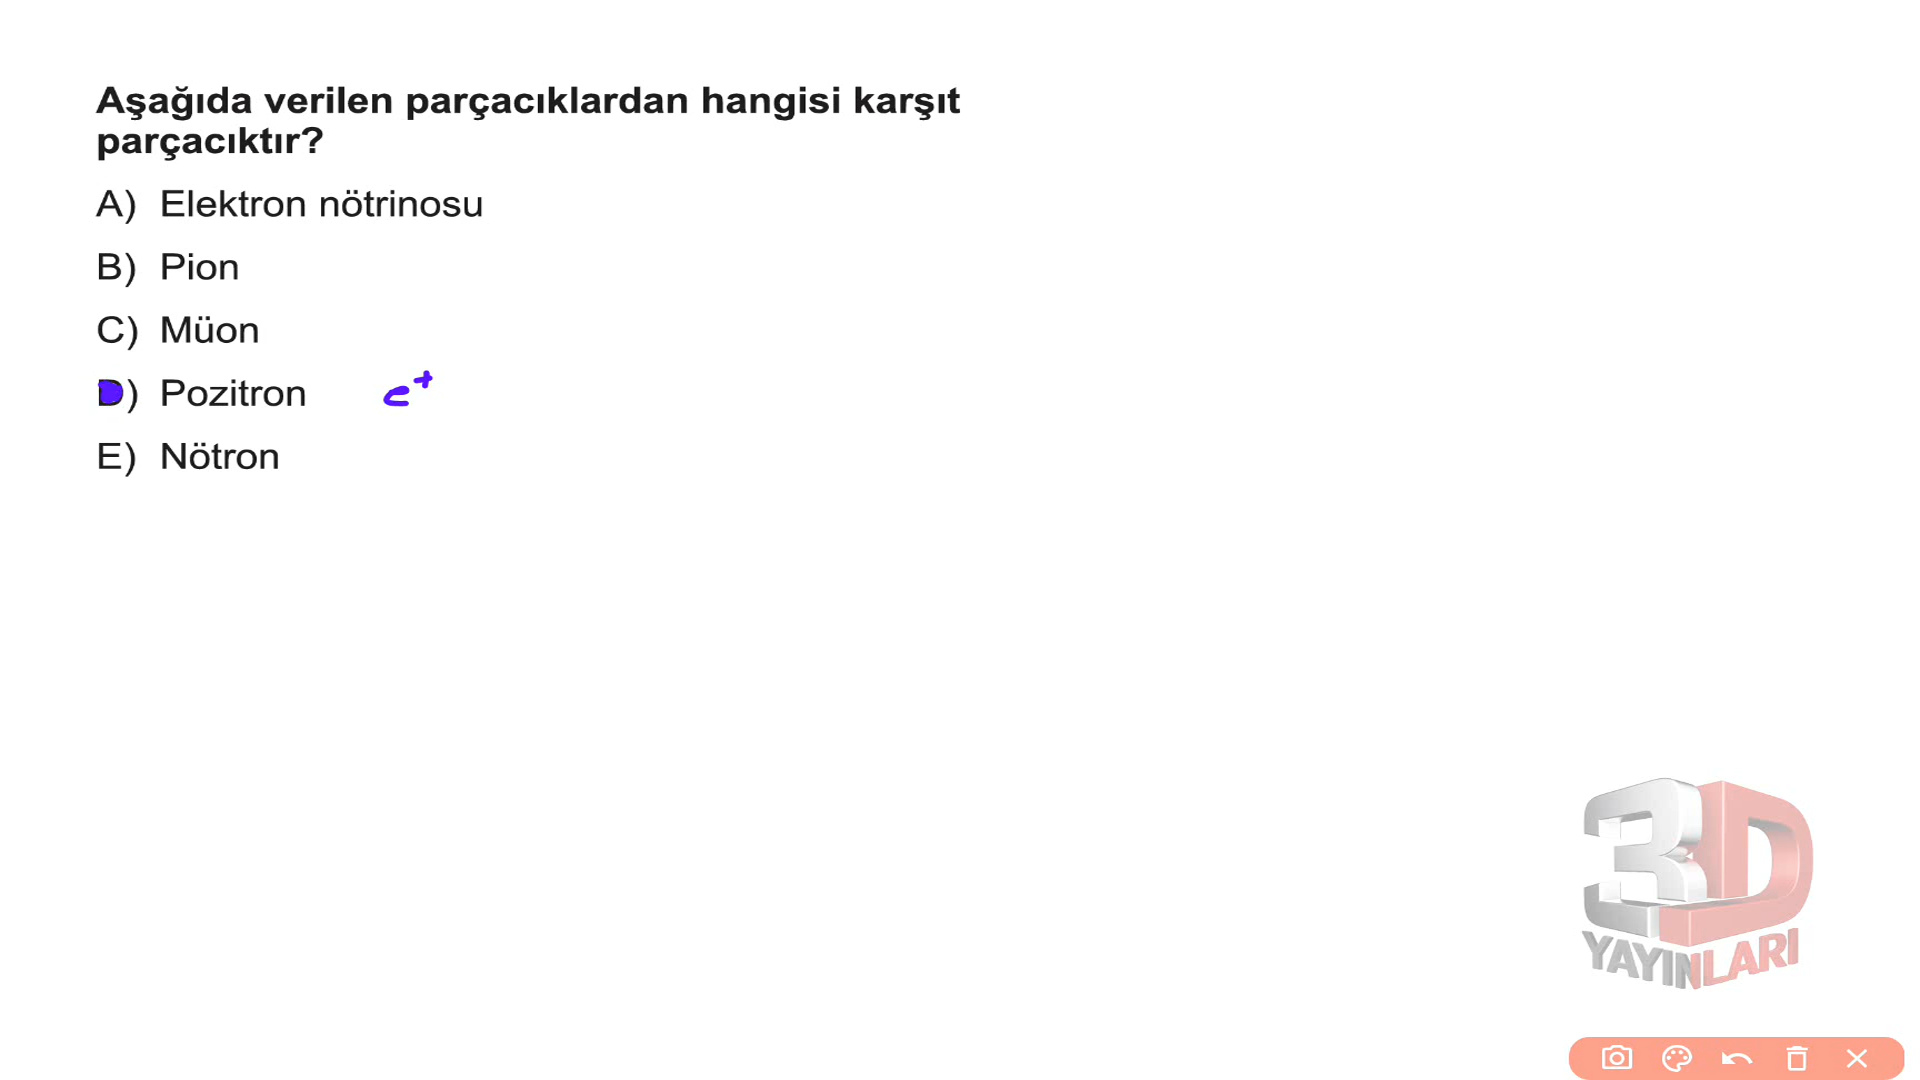 Aşağıda verilen parçacıklardan hangisi karşıt
parçacıktır?
A) Elektron nötrinosu
B) Pion
C) Müon
D) Pozitron e⁺
E) Nötron
3D
YAYINLARI